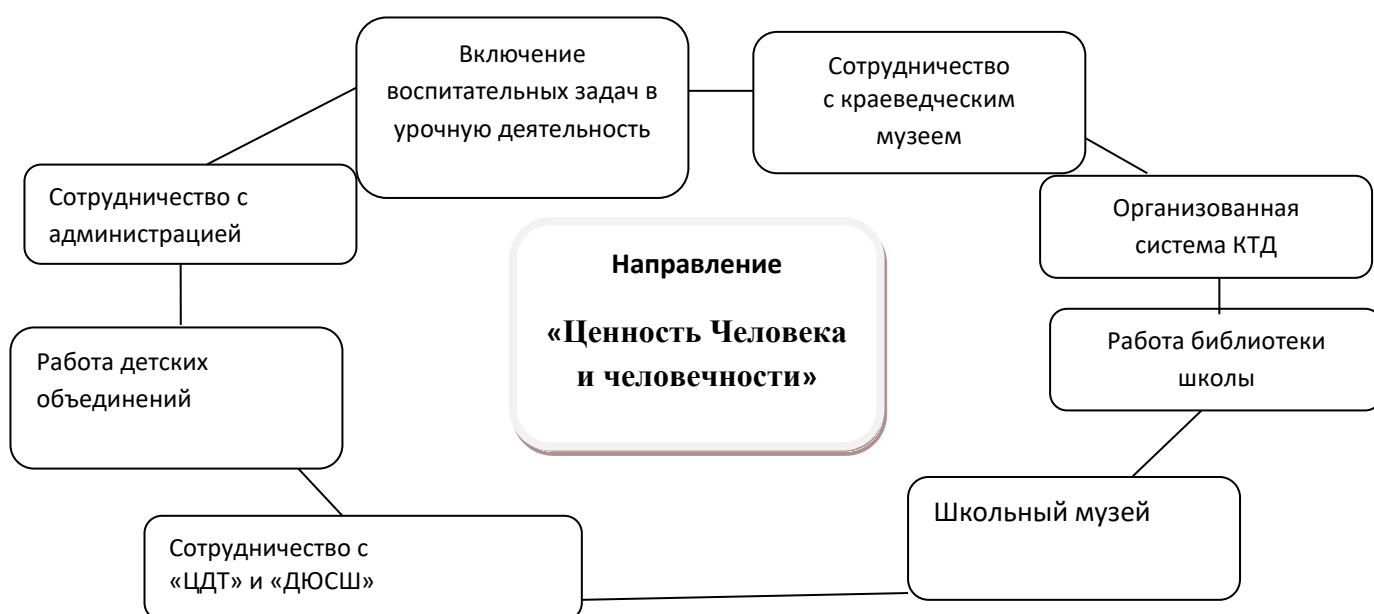 Включение
воспитательных задач в
урочную деятельность
Сотрудничество
с краеведческим
музеем
Сотрудничество с
администрацией
Организованная
система КТД
Направление
«Ценность Человека
и человечности»
Работа детских
объединений
Работа библиотеки
школы
Школьный музей
Сотрудничество с
«ЦДТ» и «ДЮСШ»